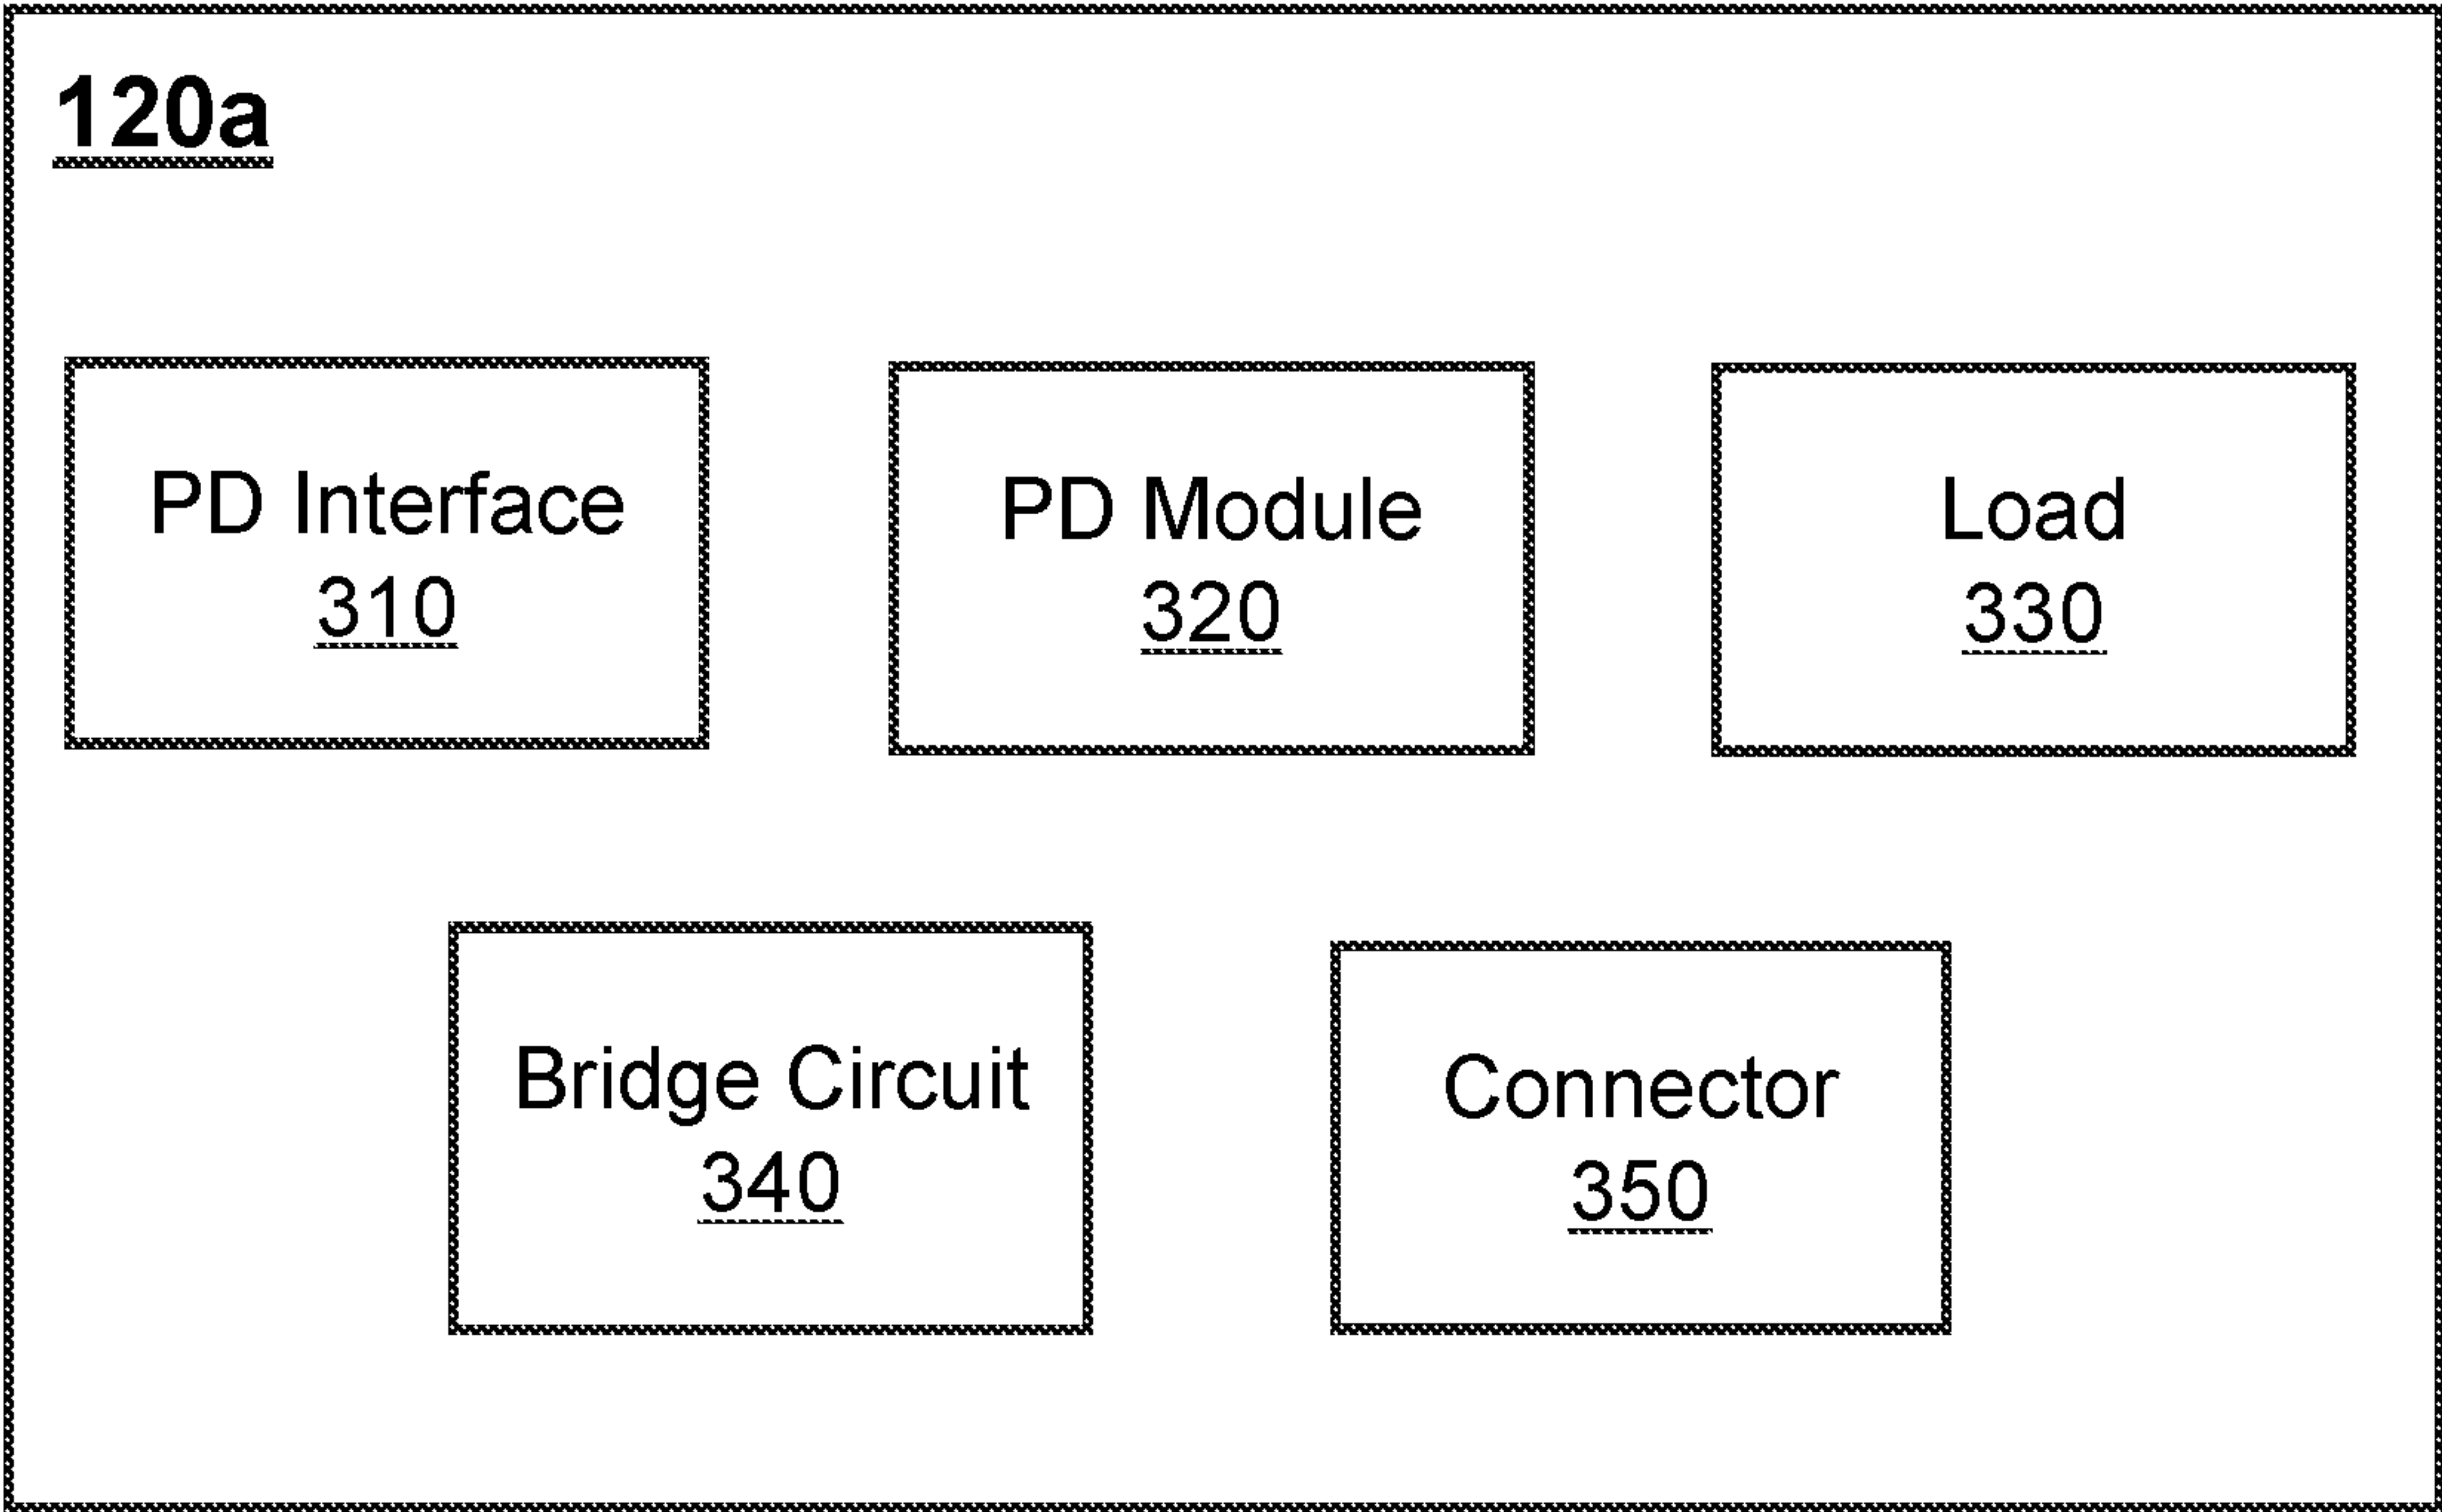 120a
PD Interface
310
PD Module
320
Load
330
Bridge Circuit
340
Connector
350